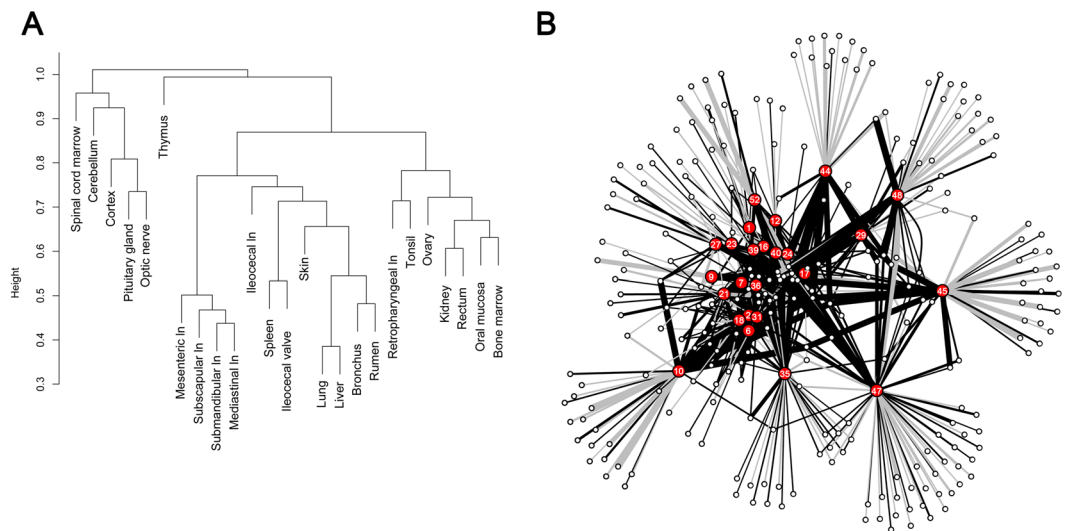 A
B
Height
1.0
0.9
0.8
0.7
0.6
0.5
0.4
0.3
Spinal cord marrow
Cerebellum
Cortex
Pituitary gland
Optic nerve
Thymus
Mesenteric ln
Subscapular ln
Submandibular ln
Mediastinal ln
Ileocecal ln
Spleen
Ileocecal valve
Skin
Lung
Liver
Bronchus
Rumen
Retropharyngeal ln
Tonsil
Ovary
Kidney
Rectum
Oral mucosa
Bone marrow
44
48
52
12
1
29
27
23
39
16
40
24
17
9
7
36
21
45
18
2
31
6
10
35
47